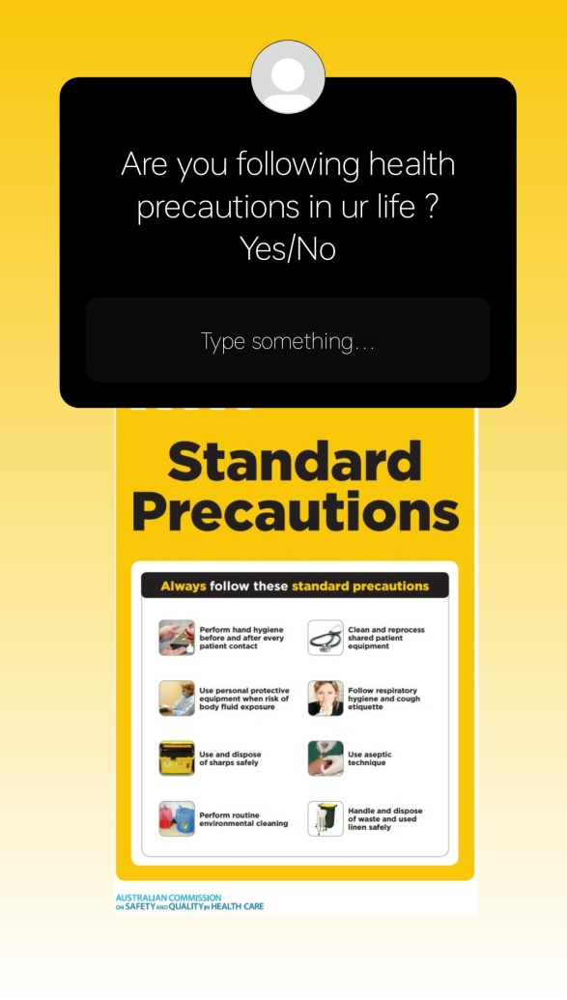 Are you following health
precautions in ur life ?
Yes/No
Type something...
Standard
Precautions
Always follow these standard precautions
Perform hand hygiene
before and after every
patient contact
Clean and reprocess
shared patient
equipment
Use personal protective
equipment when risk of
body fluid exposure
Follow respiratory
hygiene and cough
etiquette
Use and dispose
of sharps safely
Use aseptic
technique
Perform routine
environmental cleaning
Handle and dispose
of waste and used
linen safely
AUSTRALIAN COMMISSION
ON SAFETY AND QUALITY IN HEALTH CARE